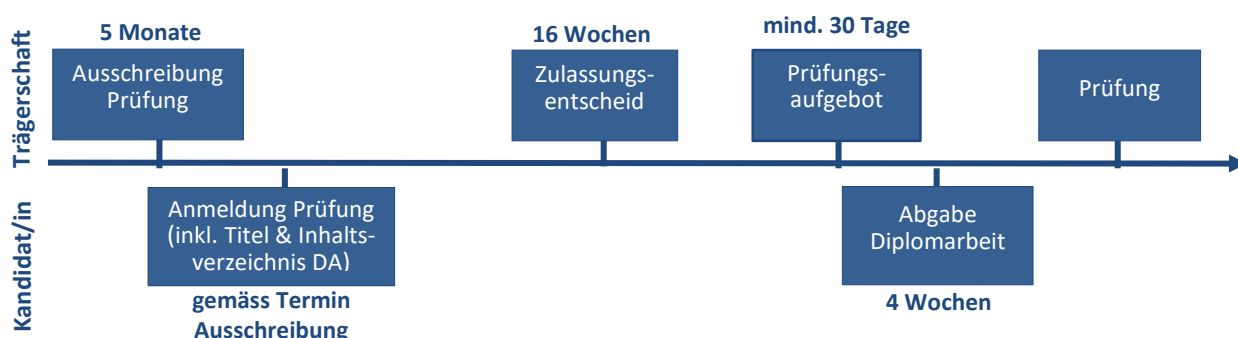 Trägerschaft
5 Monate
Ausschreibung
Prüfung
16 Wochen
Zulassungs-
entscheid
mind. 30 Tage
Prüfungs-
aufgebot
Prüfung
Kandidat/in
Anmeldung Prüfung
(inkl. Titel & Inhalts-
verzeichnis DA)
gemäss Termin
Ausschreibung
Abgabe
Diplomarbeit
4 Wochen